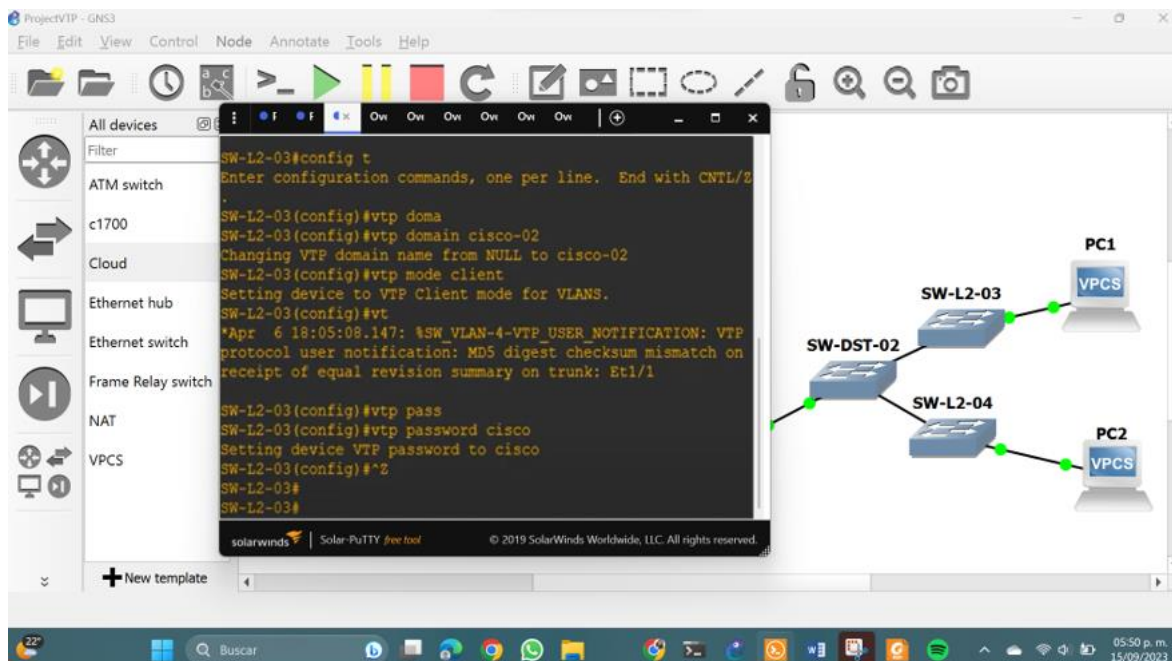 ProjectVTP - GNS3
File Edit View Control Node Annotate Tools Help
All devices
Filter
ATM switch
c1700
Cloud
Ethernet hub
Ethernet switch
Frame Relay switch
NAT
VPCS
New template
SW-L2-03#config t
Enter configuration commands, one per line. End with CNTL/Z
.
SW-L2-03(config)#vtp doma
SW-L2-03(config)#vtp domain cisco-02
Changing VTP domain name from NULL to cisco-02
SW-L2-03(config)#vtp mode client
Setting device to VTP Client mode for VLANS.
SW-L2-03(config)#vt
*Apr 6 18:05:08.147: %SW_VLAN-4-VTP_USER_NOTIFICATION: VTP
protocol user notification: MD5 digest checksum mismatch on
receipt of equal revision summary on trunk: Et1/1
SW-L2-03(config)#vtp pass
SW-L2-03(config)#vtp password cisco
Setting device VTP password to cisco
SW-L2-03(config)#^Z
SW-L2-03#
SW-L2-03#
solarwinds | Solar-PuTTY free tool © 2019 SolarWinds Worldwide, LLC. All rights reserved.
PC1
VPCS
SW-L2-03
SW-DST-02
SW-L2-04
PC2
VPCS
22°
Buscar
05:50 p. m.
15/09/2023